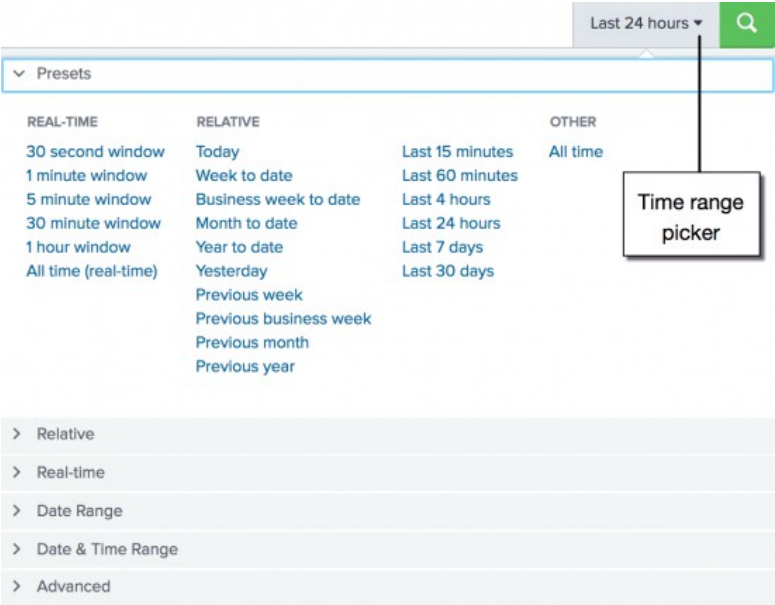 Last 24 hours
Presets
REAL-TIME
30 second window
1 minute window
5 minute window
30 minute window
1 hour window
All time (real-time)
RELATIVE
Today
Week to date
Business week to date
Month to date
Year to date
Yesterday
Previous week
Previous business week
Previous month
Previous year
Last 15 minutes
Last 60 minutes
Last 4 hours
Last 24 hours
Last 7 days
Last 30 days
OTHER
All time
Time range
picker
Relative
Real-time
Date Range
Date & Time Range
Advanced